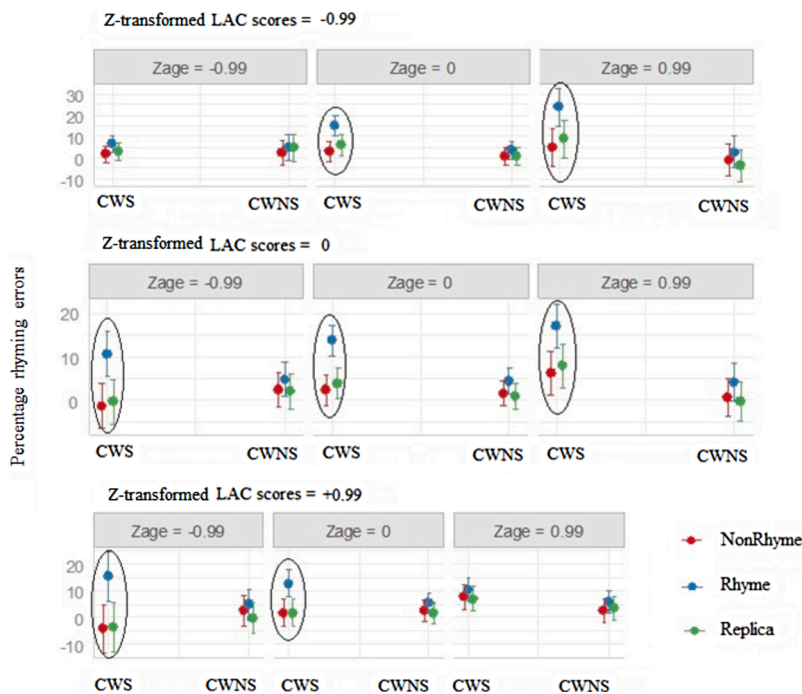 Z-transformed LAC scores = -0.99
Zage = -0.99 Zage = 0 Zage = 0.99
30
20
10
0
-10
CWS CWNS CWS CWNS CWS CWNS
Z-transformed LAC scores = 0
Zage = -0.99 Zage = 0 Zage = 0.99
20
10
0
CWS CWNS CWS CWNS CWS CWNS
Percentage rhyming errors
Z-transformed LAC scores = +0.99
Zage = -0.99 Zage = 0 Zage = 0.99
20
10
0
-10
CWS CWNS CWS CWNS CWS CWNS
NonRhyme
Rhyme
Replica